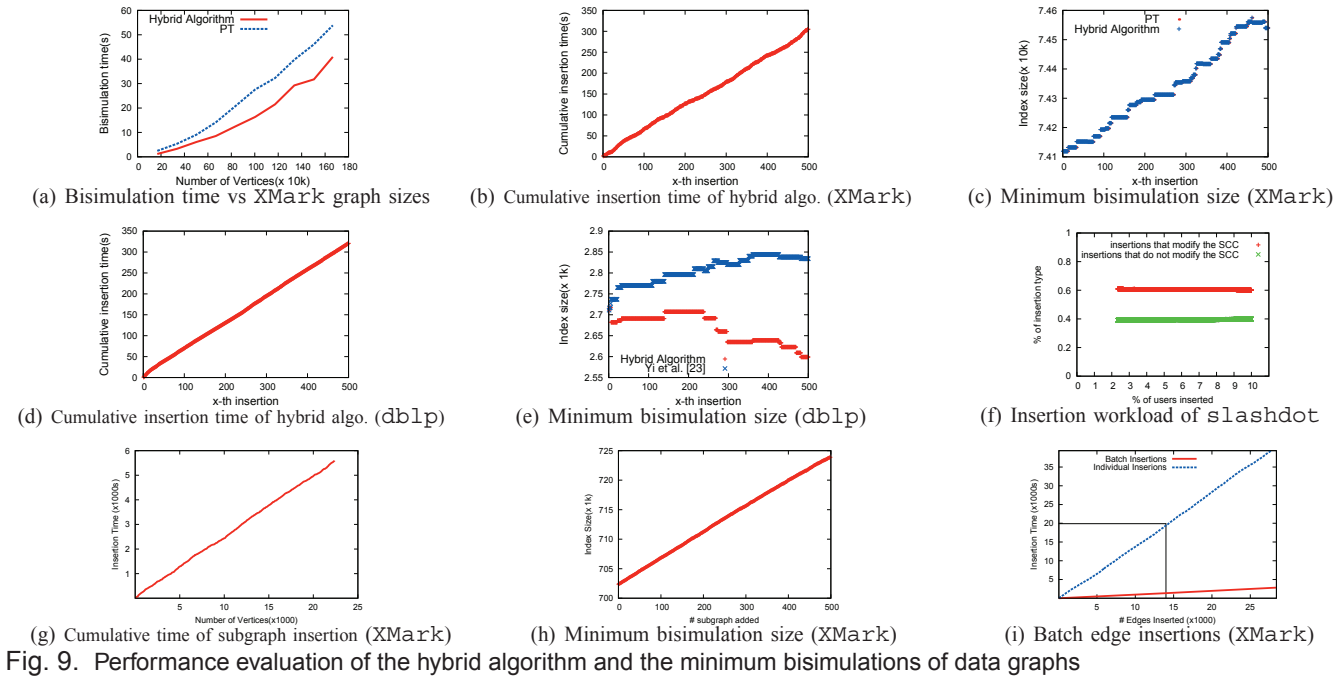 Hybrid Algorithm
PT
Bisimulation time(s)
60
50
40
30
20
10
0
0 20 40 60 80 100 120 140 160 180
Number of Vertices(x 10k)
(a) Bisimulation time vs XMark graph sizes
Cumulative insertion time(s)
350
300
250
200
150
100
50
0
0 100 200 300 400 500
x-th insertion
(b) Cumulative insertion time of hybrid algo. (XMark)
PT
Hybrid Algorithm
Index size(x 10k)
7.46
7.45
7.44
7.43
7.42
7.41
0 100 200 300 400 500
x-th insertion
(c) Minimum bisimulation size (XMark)
Cumulative insertion time(s)
350
300
250
200
150
100
50
0
0 100 200 300 400 500
x-th insertion
(d) Cumulative insertion time of hybrid algo. (dblp)
Index size(x 1k)
2.9
2.85
2.8
2.75
2.7
2.65
2.6
2.55
Hybrid Algorithm
Yi et al. [23]
0 100 200 300 400 500
x-th insertion
(e) Minimum bisimulation size (dblp)
insertions that modify the SCC
insertions that do not modify the SCC
% of insertion type
1
0.8
0.6
0.4
0.2
0
0 1 2 3 4 5 6 7 8 9 10
% of users inserted
(f) Insertion workload of slashdot
Insertion Time (x1000s)
6
5
4
3
2
1
5 10 15 20 25
Number of Vertices(x1000)
(g) Cumulative time of subgraph insertion (XMark)
Index Size(x 1k)
725
720
715
710
705
700
0 100 200 300 400 500
# subgraph added
(h) Minimum bisimulation size (XMark)
Batch Insertions
Individual Inserions
Insertion Time (x1000s)
35
30
25
20
15
10
5
5 10 15 20 25
# Edges Inserted (x1000)
(i) Batch edge insertions (XMark)
Fig. 9. Performance evaluation of the hybrid algorithm and the minimum bisimulations of data graphs